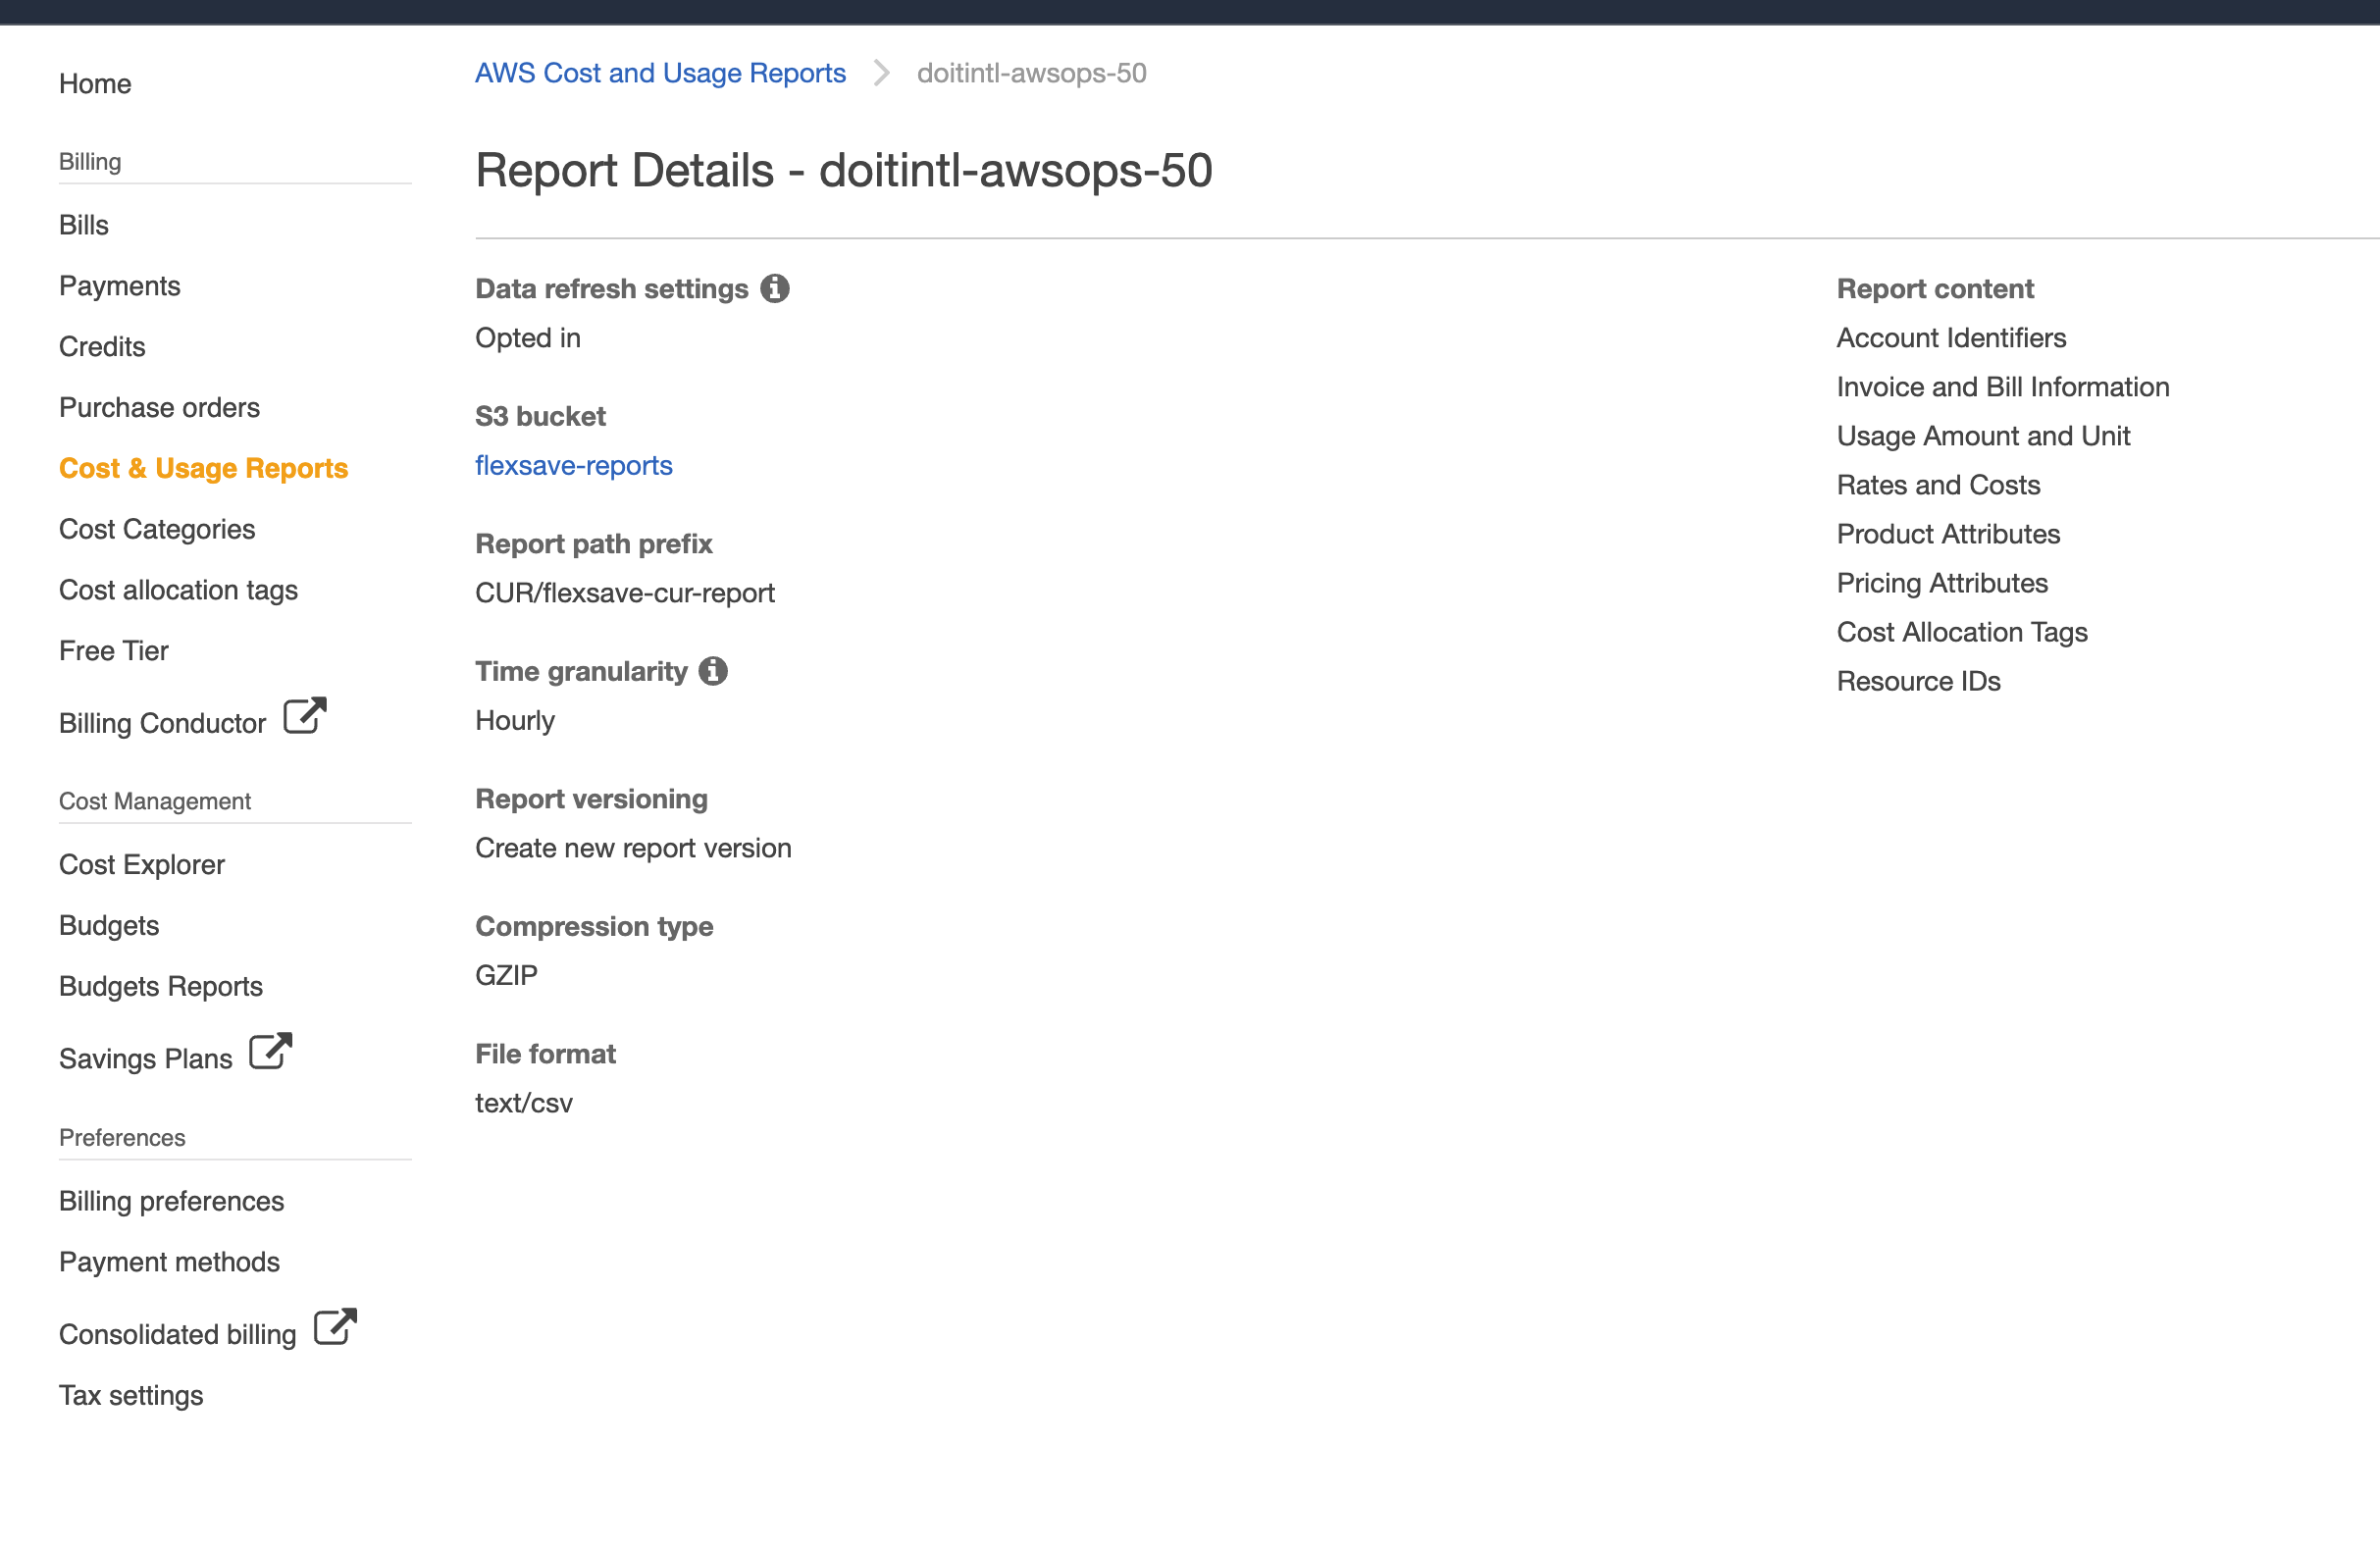 Home
Billing
Bills
Payments
Credits
Purchase orders
Cost & Usage Reports
Cost Categories
Cost allocation tags
Free Tier
Billing Conductor
Cost Management
Cost Explorer
Budgets
Budgets Reports
Savings Plans
Preferences
Billing preferences
Payment methods
Consolidated billing
Tax settings
AWS Cost and Usage Reports > doitintl-awsops-50
Report Details - doitintl-awsops-50
Data refresh settings
Opted in
S3 bucket
flexsave-reports
Report path prefix
CUR/flexsave-cur-report
Time granularity
Hourly
Report versioning
Create new report version
Compression type
GZIP
File format
text/csv
Report content
Account Identifiers
Invoice and Bill Information
Usage Amount and Unit
Rates and Costs
Product Attributes
Pricing Attributes
Cost Allocation Tags
Resource IDs